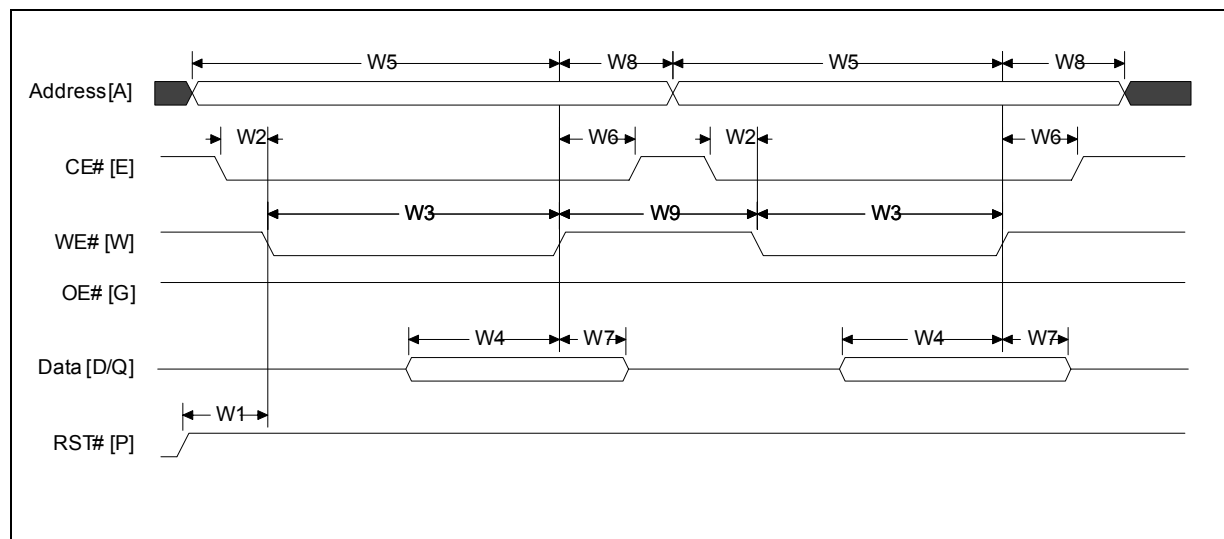 W5 W8 W5 W8
Address [A]
W2 W6 W2 W6
CE# [E]
W3 W9 W3
WE# [W]
OE# [G]
W4 W7 W4 W7
Data [D/Q]
W1
RST# [P]